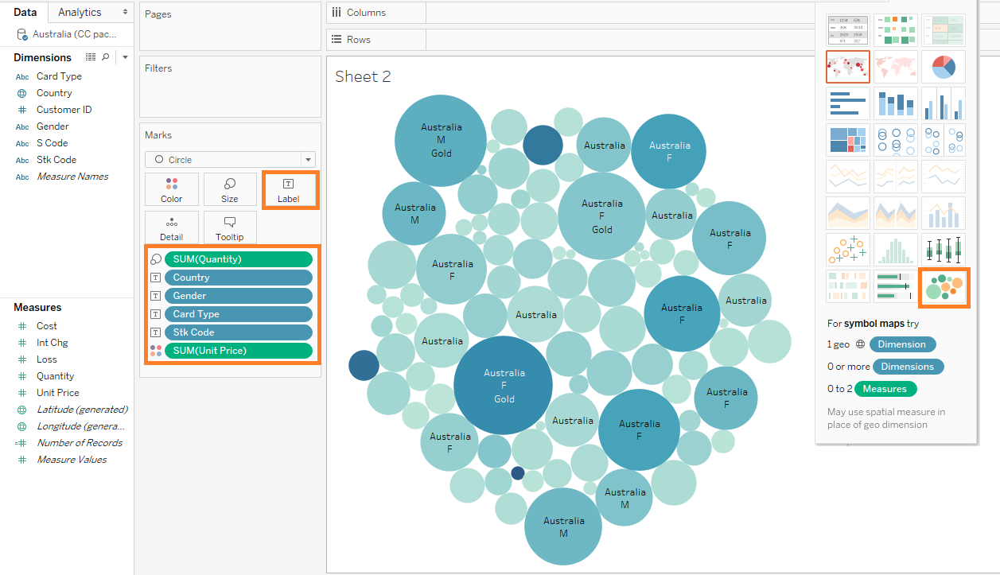 Data
Analytics
Australia (CC pac...
Dimensions
Abc Card Type
Country
Customer ID
Abc Gender
Abc S Code
Abc Stk Code
Abc Measure Names
Measures
Cost
Int Chg
Loss
Quantity
Unit Price
Latitude (generated)
Longitude (genera...
Number of Records
Measure Values
Pages
Filters
Marks
Circle
Color
Size
T
Label
Detail
Tooltip
SUM(Quantity)
T Country
T Gender
T Card Type
T Stk Code
SUM(Unit Price)
Columns
Rows
Sheet 2
Australia
M
Gold
Australia
Australia
F
Australia
M
Australia
F
Gold
Australia
Australia
F
Australia
F
Australia
Australia
F
Australia
Australia
Australia
F
Gold
Australia
F
Australia
Australia
F
Australia
F
Australia
M
Australia
M
For symbol maps try
1 geo Dimension
0 or more Dimensions
0 to 2 Measures
May use spatial measure in
place of geo dimension